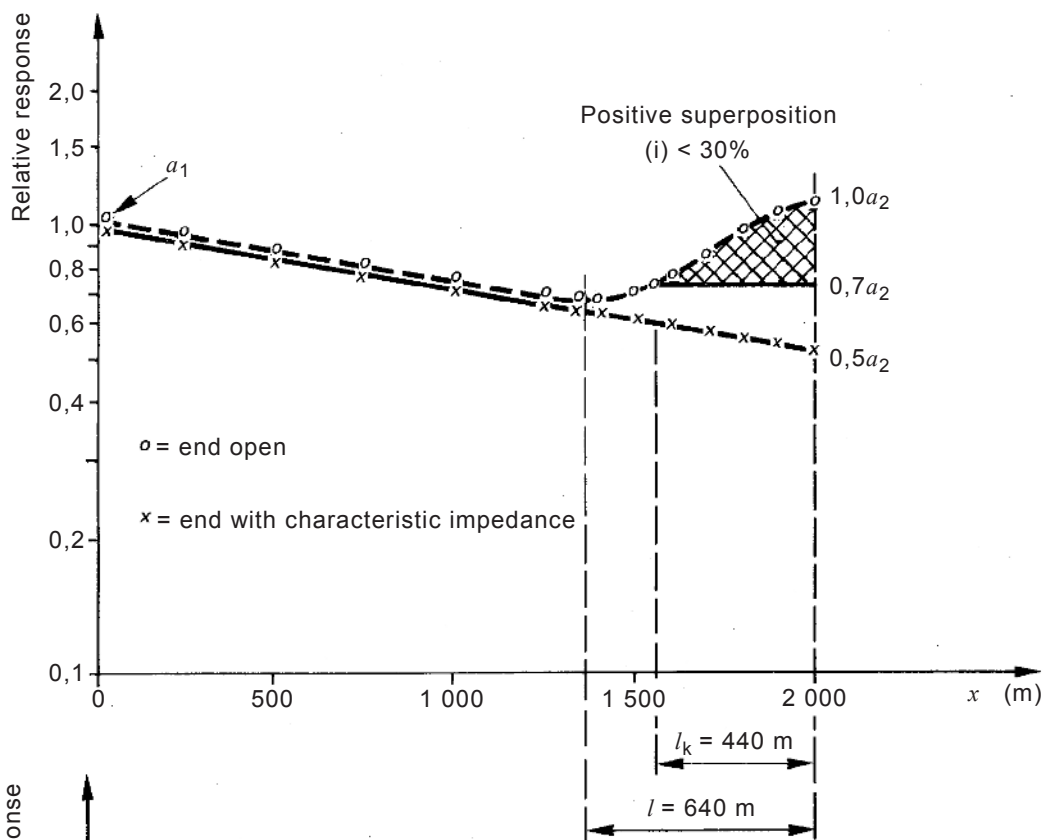 Relative response
2,0
1,5
1,0
0,8
0,6
0,4
0,2
0,1
a1
Positive superposition
(i) < 30%
1,0a2
0,7a2
0,5a2
o = end open
x = end with characteristic impedance
0
500
1 000
1 500
2 000
x (m)
lk = 440 m
l = 640 m
onse